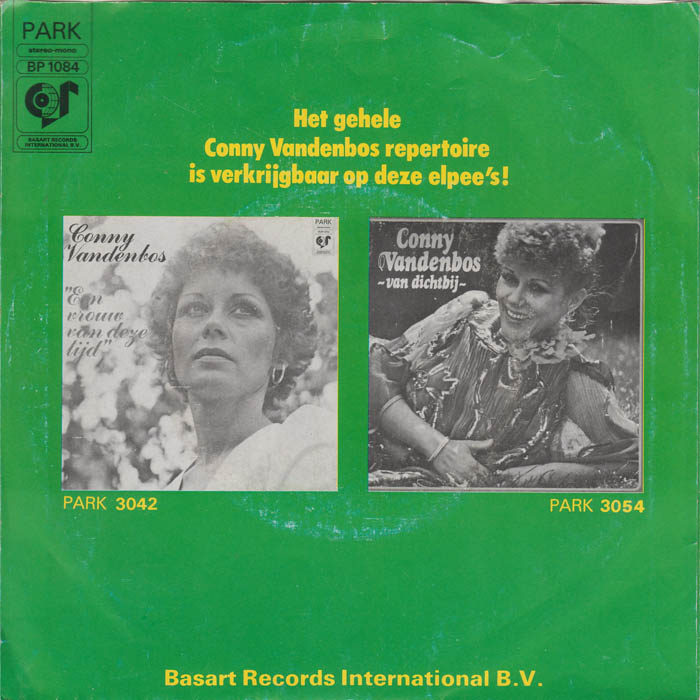 PARK
stereo-mono
BP 1084
BASART RECORDS
INTERNATIONAL B.V.
Het gehele
Conny Vandenbos repertoire
is verkrijgbaar op deze elpee's!
Conny
Vandenbos
"Een
vrouw
van deze
tijd"
PARK
Conny
Vandenbos
~van dichtbij~
PARK 3042
PARK 3054
Basart Records International B.V.